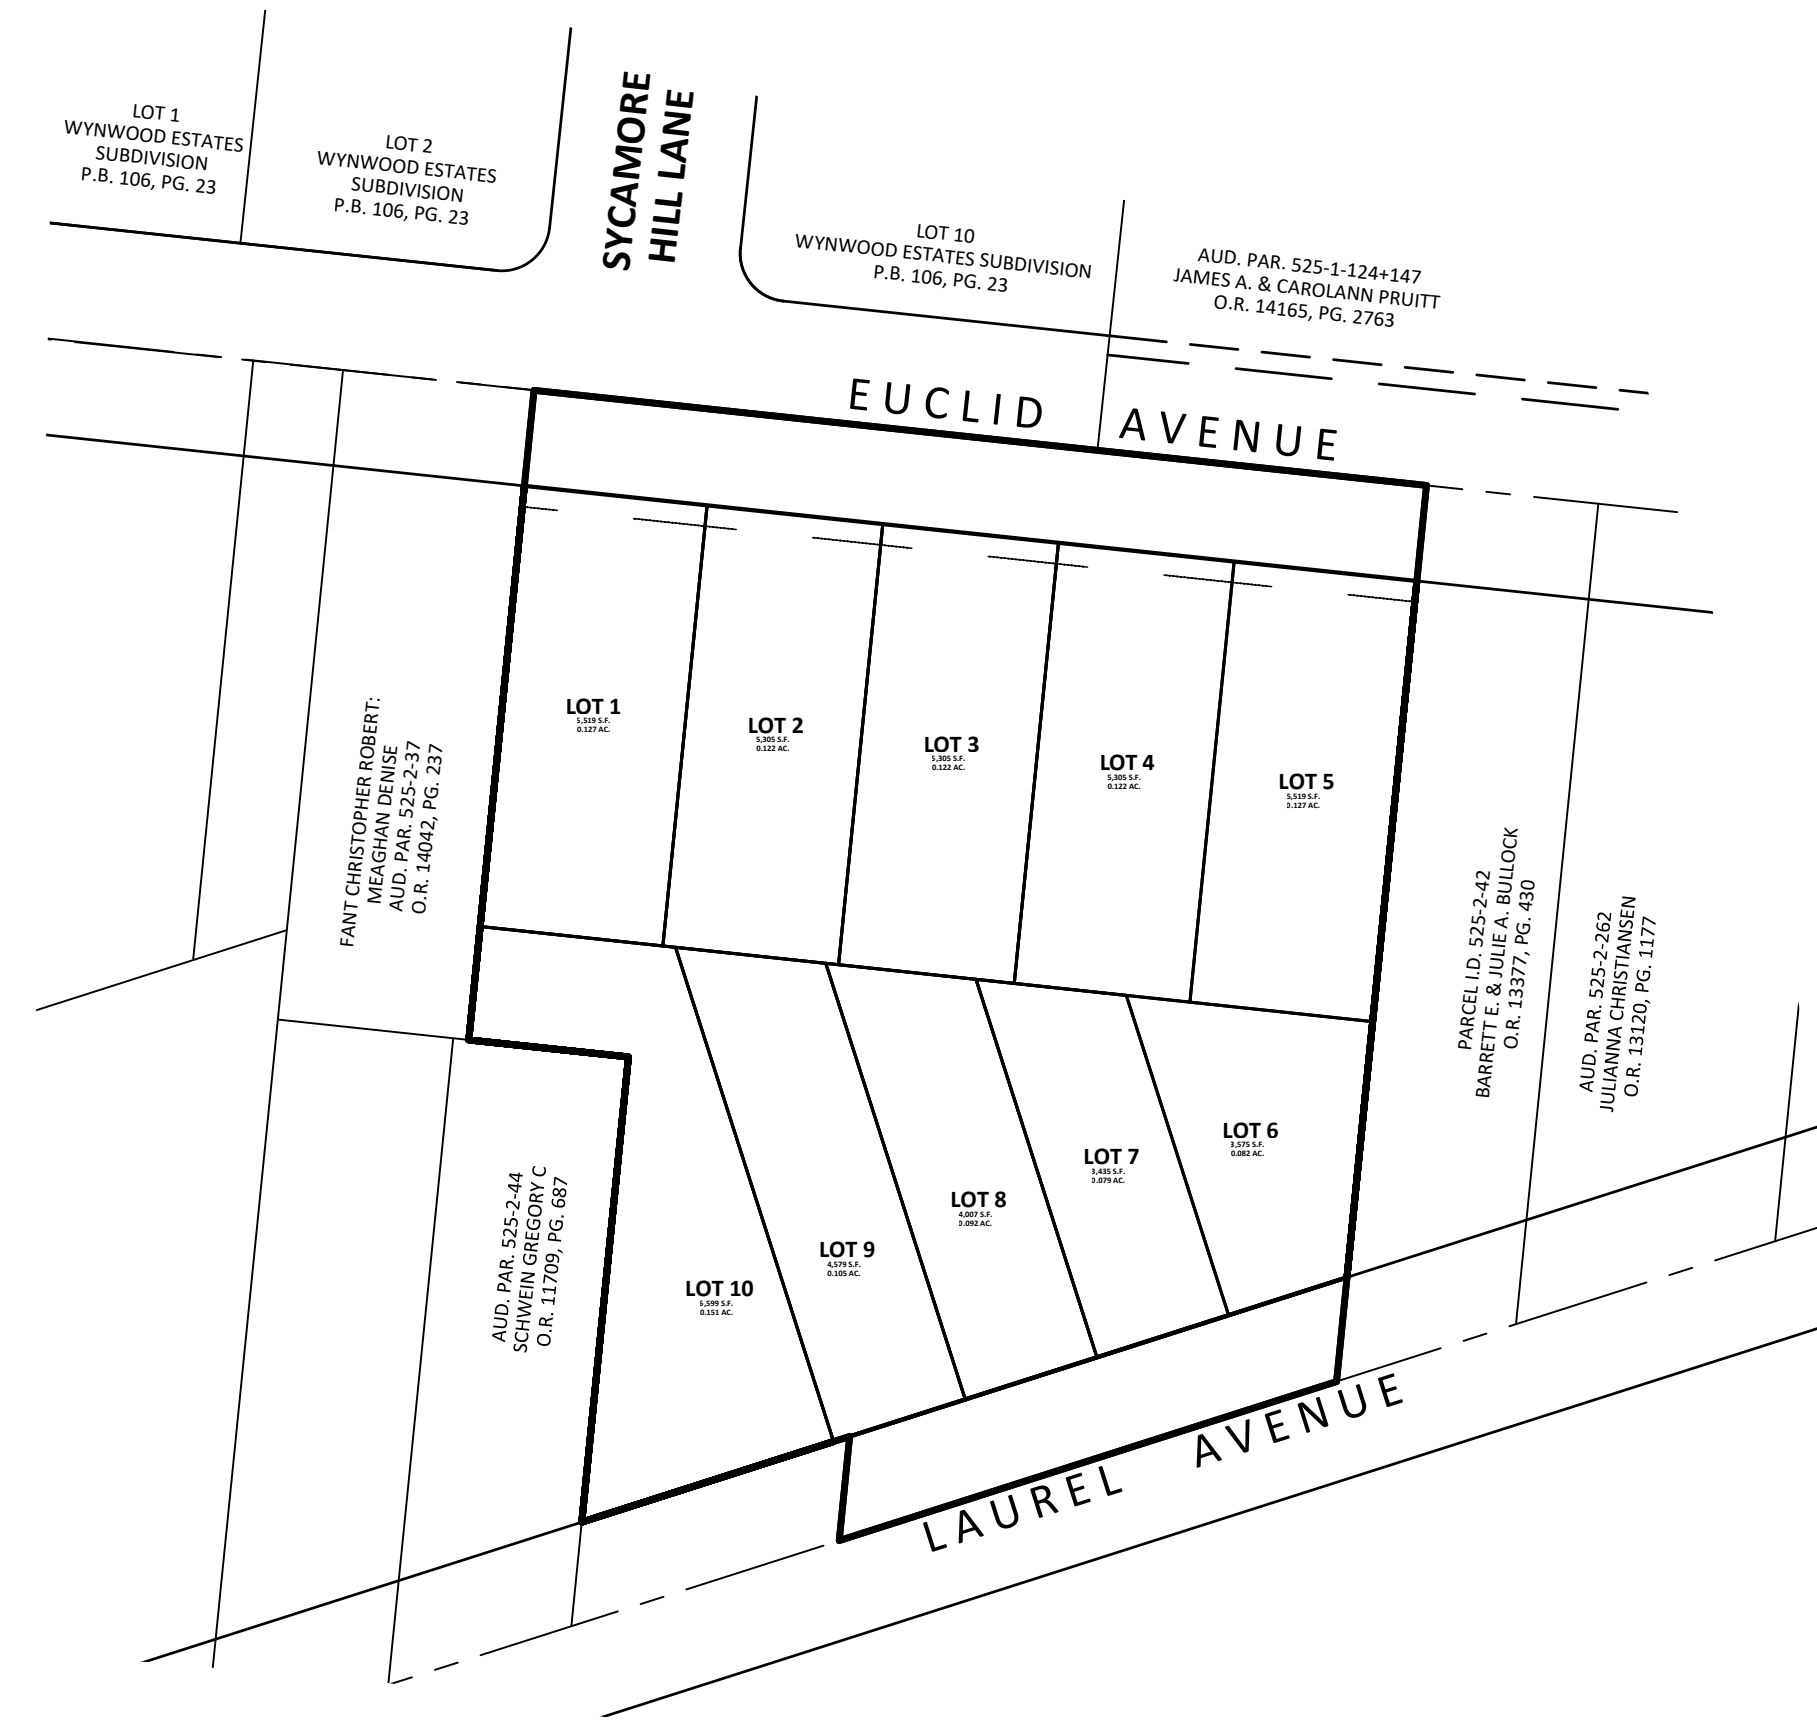 LOT 1
WYNWOOD ESTATES
SUBDIVISION
P.B. 106, PG. 23
LOT 2
WYNWOOD ESTATES
SUBDIVISION
P.B. 106, PG. 23
SYCAMORE
HILL LANE
LOT 10
WYNWOOD ESTATES SUBDIVISION
P.B. 106, PG. 23
AUD. PAR. 525-1-124+147
JAMES A. & CAROLANN PRUITT
O.R. 14165, PG. 2763
EUCLID AVENUE
FANT CHRISTOPHER ROBERT:
MEAGHAN DENISE
AUD. PAR. 525-2-37
O.R. 14042, PG. 237
LOT 1
5,519 S.F.
0.127 AC.
LOT 2
5,305 S.F.
0.122 AC.
LOT 3
5,305 S.F.
0.122 AC.
LOT 4
5,305 S.F.
0.122 AC.
LOT 5
5,519 S.F.
0.127 AC.
PARCEL I.D. 525-2-42
BARRETT E. & JULIE A. BULLOCK
O.R. 13377, PG. 430
AUD. PAR. 525-2-262
JULIANNA CHRISTIANSEN
O.R. 13120, PG. 1177
LOT 6
3,575 S.F.
0.082 AC.
LOT 7
3,435 S.F.
0.079 AC.
LOT 8
4,007 S.F.
0.092 AC.
LOT 9
4,579 S.F.
0.105 AC.
LOT 10
6,599 S.F.
0.151 AC.
AUD. PAR. 525-2-44
SCHWEIN GREGORY C
O.R. 11709, PG. 687
LAUREL AVENUE